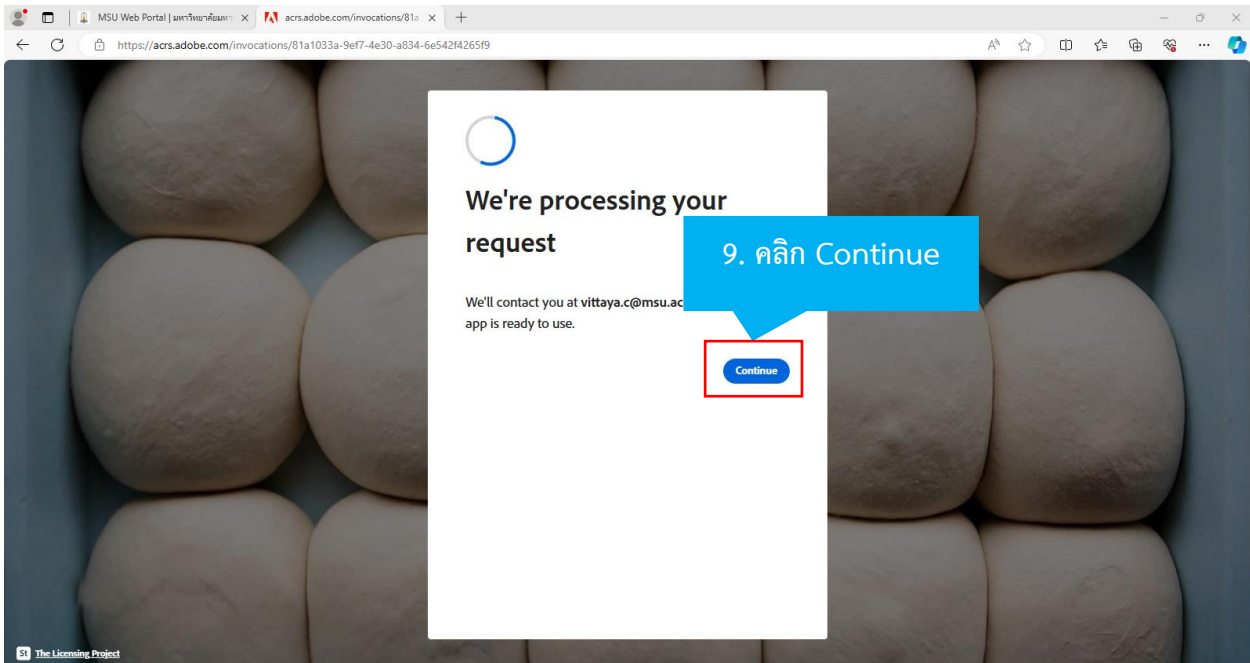 MSU Web Portal | มหาวิทยาลัยมหา
acrs.adobe.com/invocations/81a
https://acrs.adobe.com/invocations/81a1033a-9ef7-4e30-a834-6e542f4265f9
We're processing your
request
9. คลิก Continue
We'll contact you at vittaya.c@msu.ac
app is ready to use.
Continue
St The Licensing Project